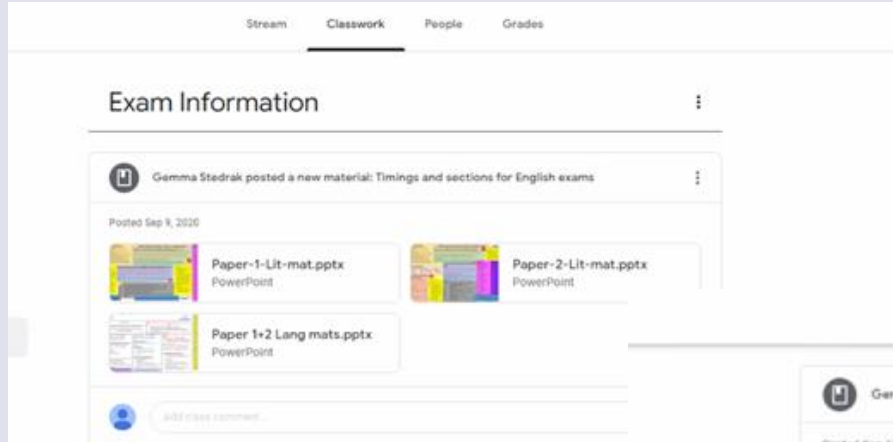 Stream Classwork People Grades
Exam Information
Gemma Stedrak posted a new material: Timings and sections for English exams
Posted Sep 9, 2020
Paper-1-Lit-mat.pptx
PowerPoint
Paper-2-Lit-mat.pptx
PowerPoint
Paper 1+2 Lang mats.pptx
PowerPoint
add class comment...
Ger